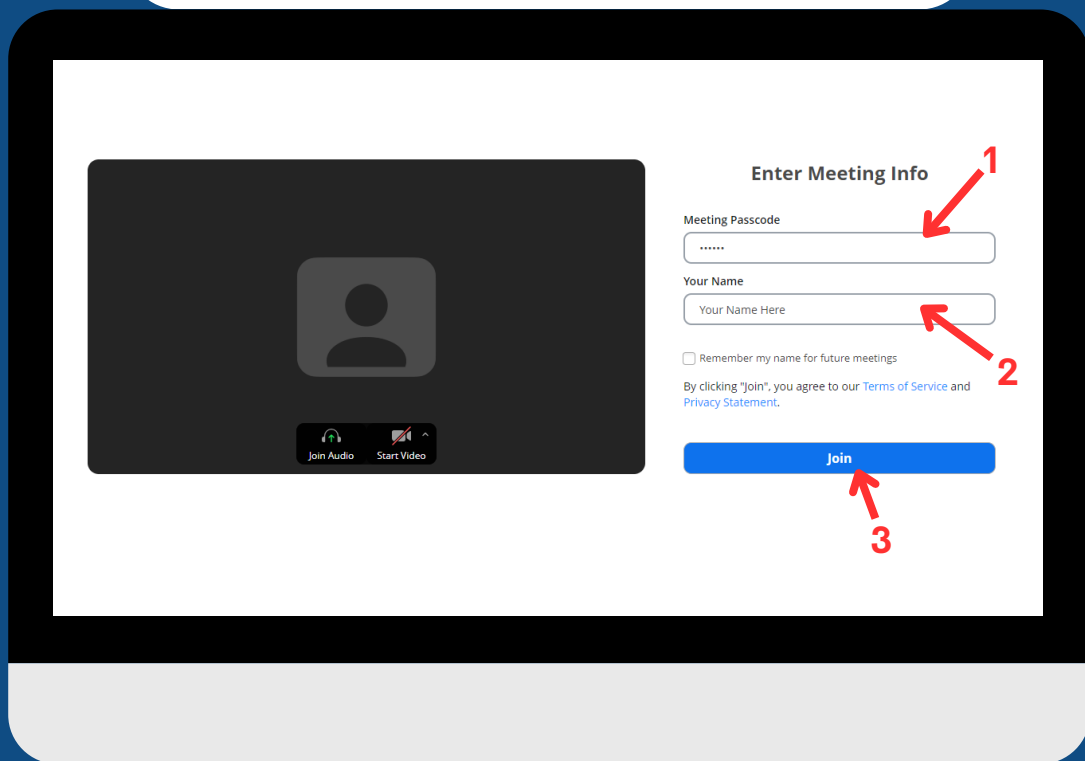 Enter Meeting Info
1
Meeting Passcode
••••••
Your Name
Your Name Here
2
Remember my name for future meetings
By clicking "Join", you agree to our Terms of Service and
Privacy Statement.
Join Audio
Start Video
Join
3